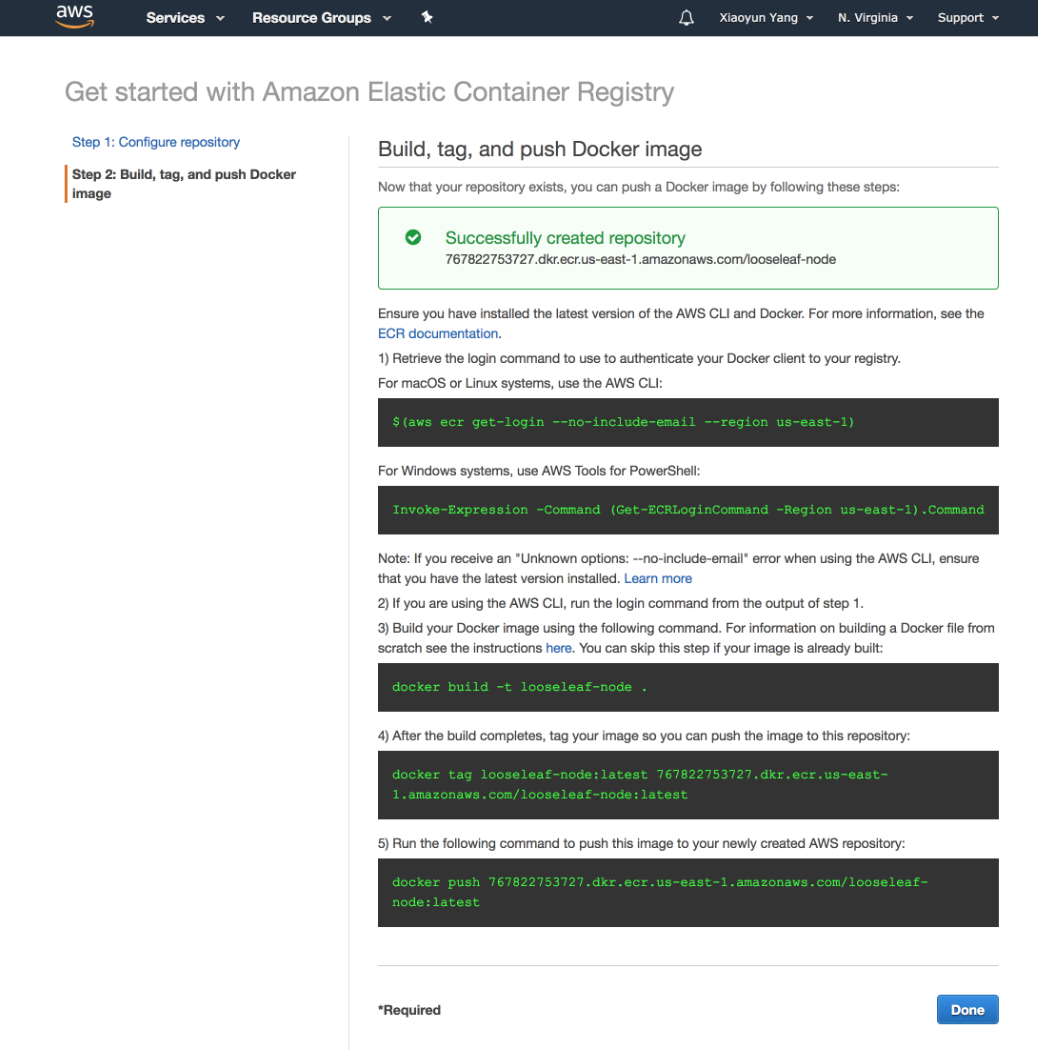 aws Services Resource Groups Xiaoyun Yang N. Virginia Support
Get started with Amazon Elastic Container Registry
Step 1: Configure repository
Step 2: Build, tag, and push Docker
image
Build, tag, and push Docker image
Now that your repository exists, you can push a Docker image by following these steps:
Successfully created repository
767822753727.dkr.ecr.us-east-1.amazonaws.com/looseleaf-node
Ensure you have installed the latest version of the AWS CLI and Docker. For more information, see the
ECR documentation.
1) Retrieve the login command to use to authenticate your Docker client to your registry.
For macOS or Linux systems, use the AWS CLI:
$(aws ecr get-login --no-include-email --region us-east-1)
For Windows systems, use AWS Tools for PowerShell:
Invoke-Expression -Command (Get-ECRLoginCommand -Region us-east-1).Command
Note: If you receive an "Unknown options: --no-include-email" error when using the AWS CLI, ensure
that you have the latest version installed. Learn more
2) If you are using the AWS CLI, run the login command from the output of step 1.
3) Build your Docker image using the following command. For information on building a Docker file from
scratch see the instructions here. You can skip this step if your image is already built:
docker build -t looseleaf-node .
4) After the build completes, tag your image so you can push the image to this repository:
docker tag looseleaf-node:latest 767822753727.dkr.ecr.us-east-
1.amazonaws.com/looseleaf-node:latest
5) Run the following command to push this image to your newly created AWS repository:
docker push 767822753727.dkr.ecr.us-east-1.amazonaws.com/looseleaf-
node:latest
*Required
Done